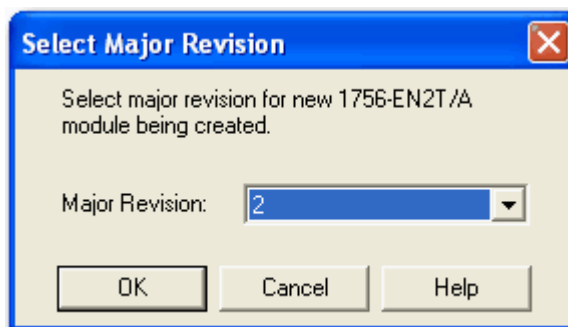 Select Major Revision
Select major revision for new 1756-EN2T/A
module being created.
Major Revision: 2
OK Cancel Help